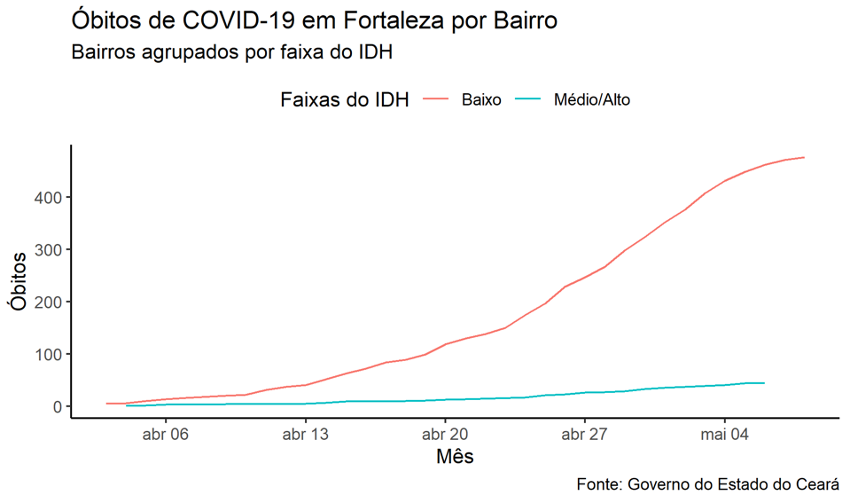 Óbitos de COVID-19 em Fortaleza por Bairro
Bairros agrupados por faixa do IDH
Faixas do IDH Baixo Médio/Alto
Óbitos
400
300
200
100
0
abr 06 abr 13 abr 20 abr 27 mai 04
Mês
Fonte: Governo do Estado do Ceará